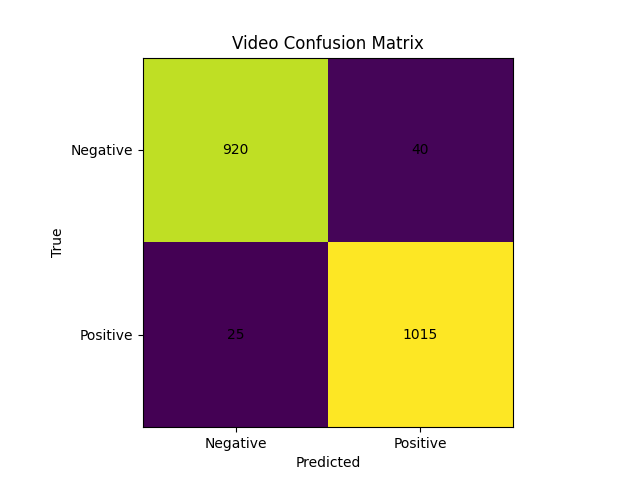 Video Confusion Matrix
Negative
920
40
True
Positive
25
1015
Negative
Positive
Predicted